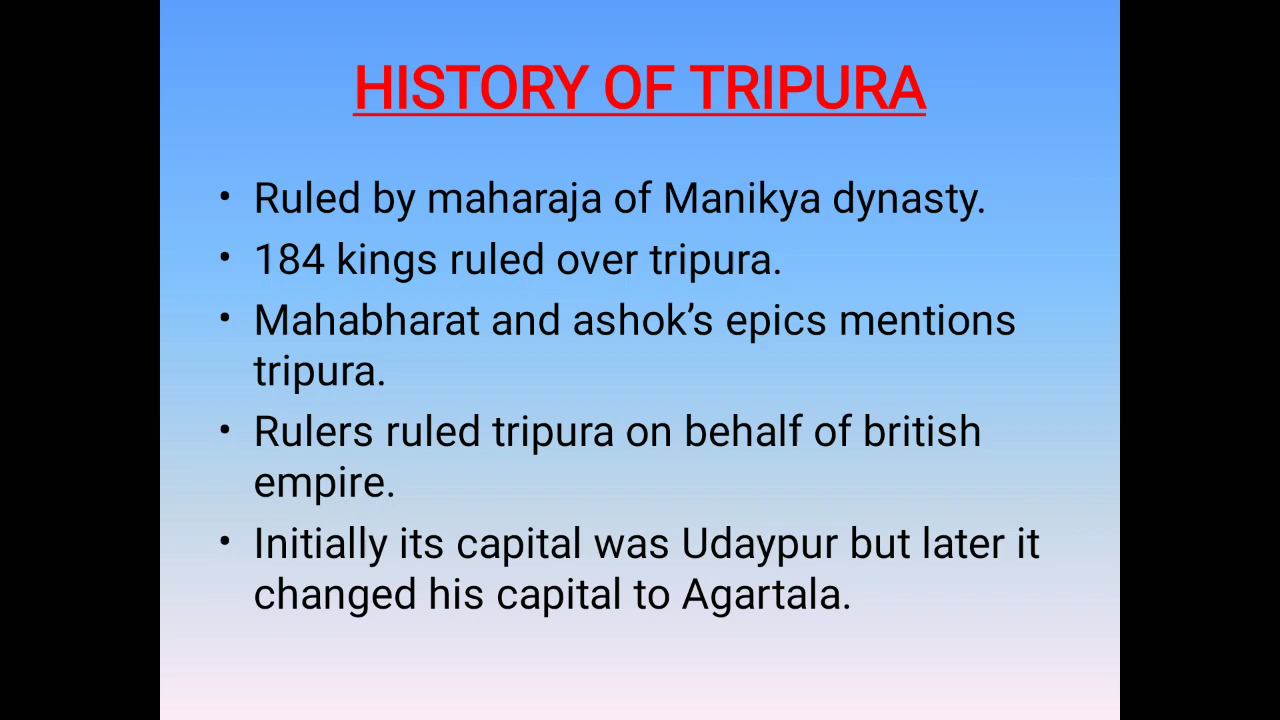 HISTORY OF TRIPURA
• Ruled by maharaja of Manikya dynasty.
• 184 kings ruled over tripura.
• Mahabharat and ashok’s epics mentions
tripura.
• Rulers ruled tripura on behalf of british
empire.
• Initially its capital was Udaypur but later it
changed his capital to Agartala.